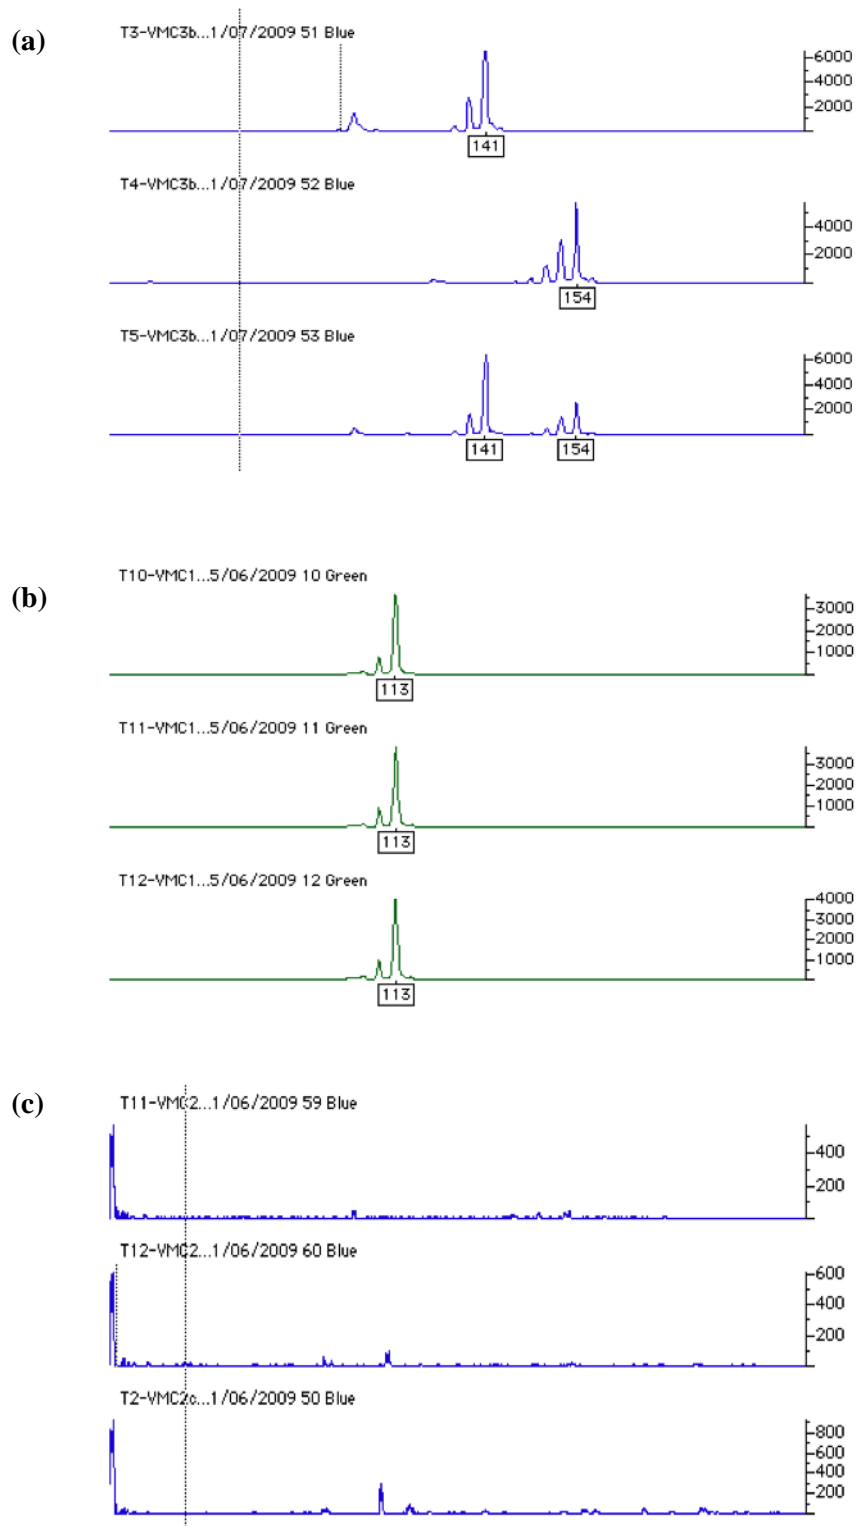 (a)
T3-VMC3b...1/07/2009 51 Blue
6000
4000
2000
141
T4-VMC3b...1/07/2009 52 Blue
4000
2000
154
T5-VMC3b...1/07/2009 53 Blue
6000
4000
2000
141 154
(b)
T10-VMC1...5/06/2009 10 Green
3000
2000
1000
113
T11-VMC1...5/06/2009 11 Green
3000
2000
1000
113
T12-VMC1...5/06/2009 12 Green
4000
3000
2000
1000
113
(c)
T11-VMC2...1/06/2009 59 Blue
400
200
T12-VMC2...1/06/2009 60 Blue
600
400
200
T2-VMC2c...1/06/2009 50 Blue
800
600
400
200